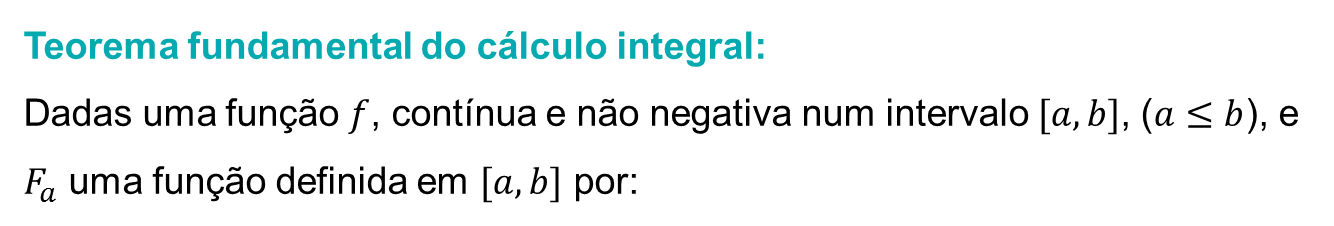 Teorema fundamental do cálculo integral:
Dadas uma função f, contínua e não negativa num intervalo [a, b], (a ≤ b), e
Fₐ uma função definida em [a, b] por: